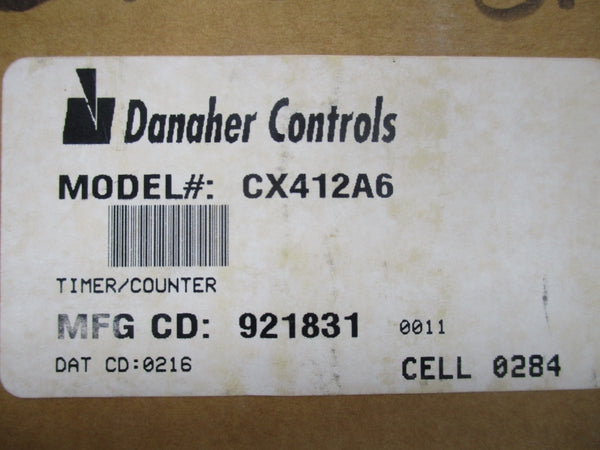 Danaher Controls
MODEL#: CX412A6
TIMER/COUNTER
MFG CD: 921831 0011
DAT CD:0216 CELL 0284